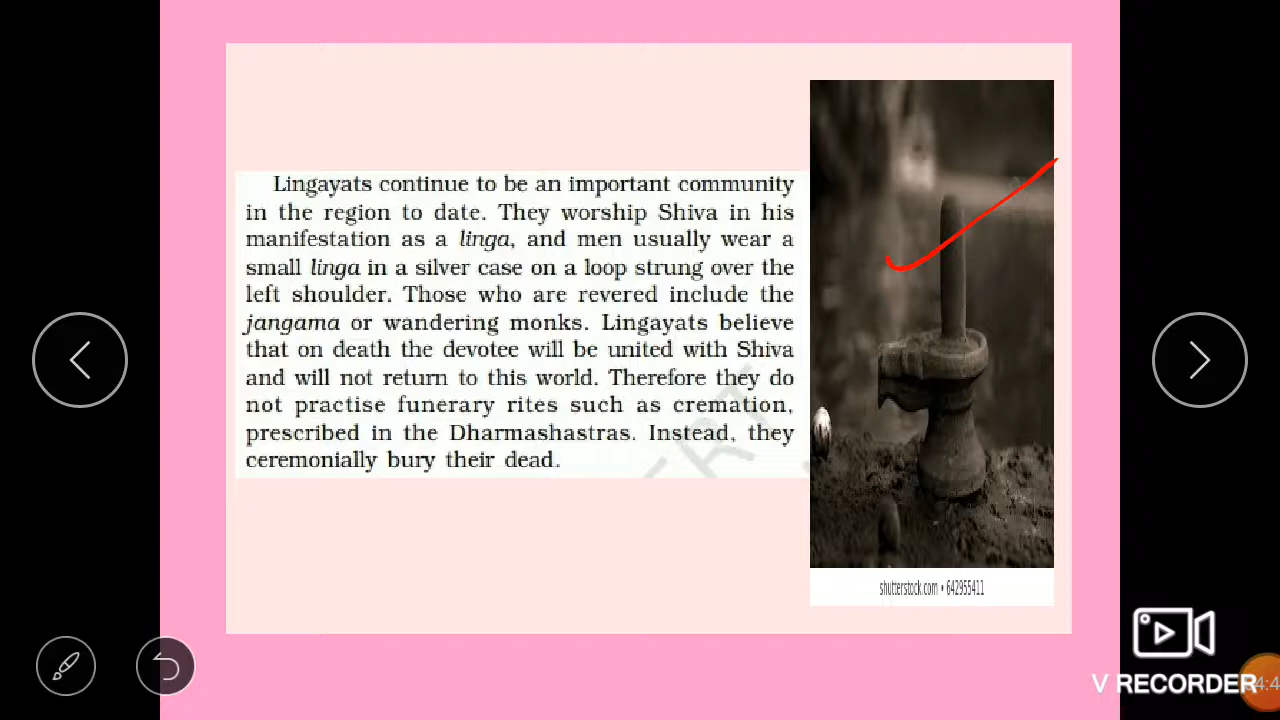 Lingayats continue to be an important community
in the region to date. They worship Shiva in his
manifestation as a linga, and men usually wear a
small linga in a silver case on a loop strung over the
left shoulder. Those who are revered include the
jangama or wandering monks. Lingayats believe
that on death the devotee will be united with Shiva
and will not return to this world. Therefore they do
not practise funerary rites such as cremation,
prescribed in the Dharmashastras. Instead, they
ceremonially bury their dead.
shutterstock.com • 642955411
V RECORDER